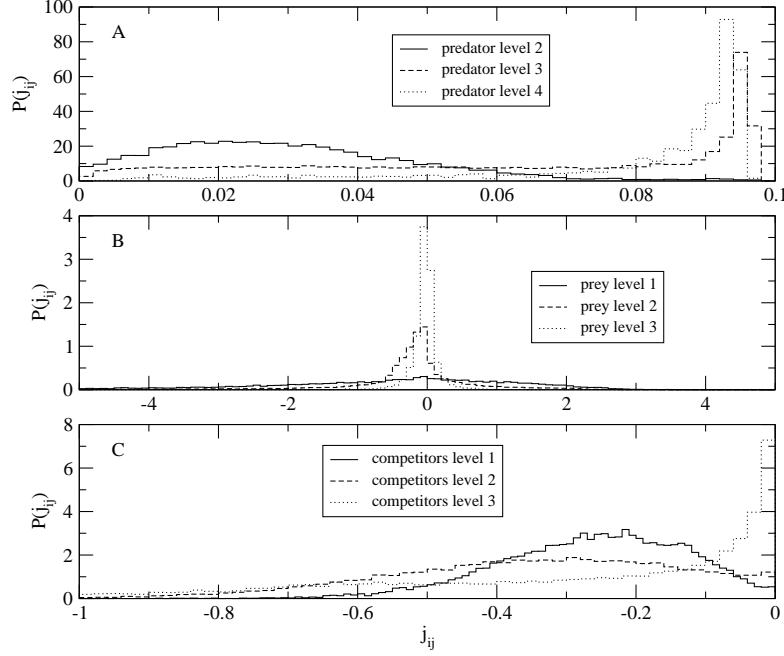 A
predator level 2
predator level 3
predator level 4
P(j_ij)
100
80
60
40
20
0
0 0.02 0.04 0.06 0.08 0.1
B
prey level 1
prey level 2
prey level 3
P(j_ij)
4
3
2
1
0
-4 -2 0 2 4
C
competitors level 1
competitors level 2
competitors level 3
P(j_ij)
8
6
4
2
0
-1 -0.8 -0.6 -0.4 -0.2 0
j_ij